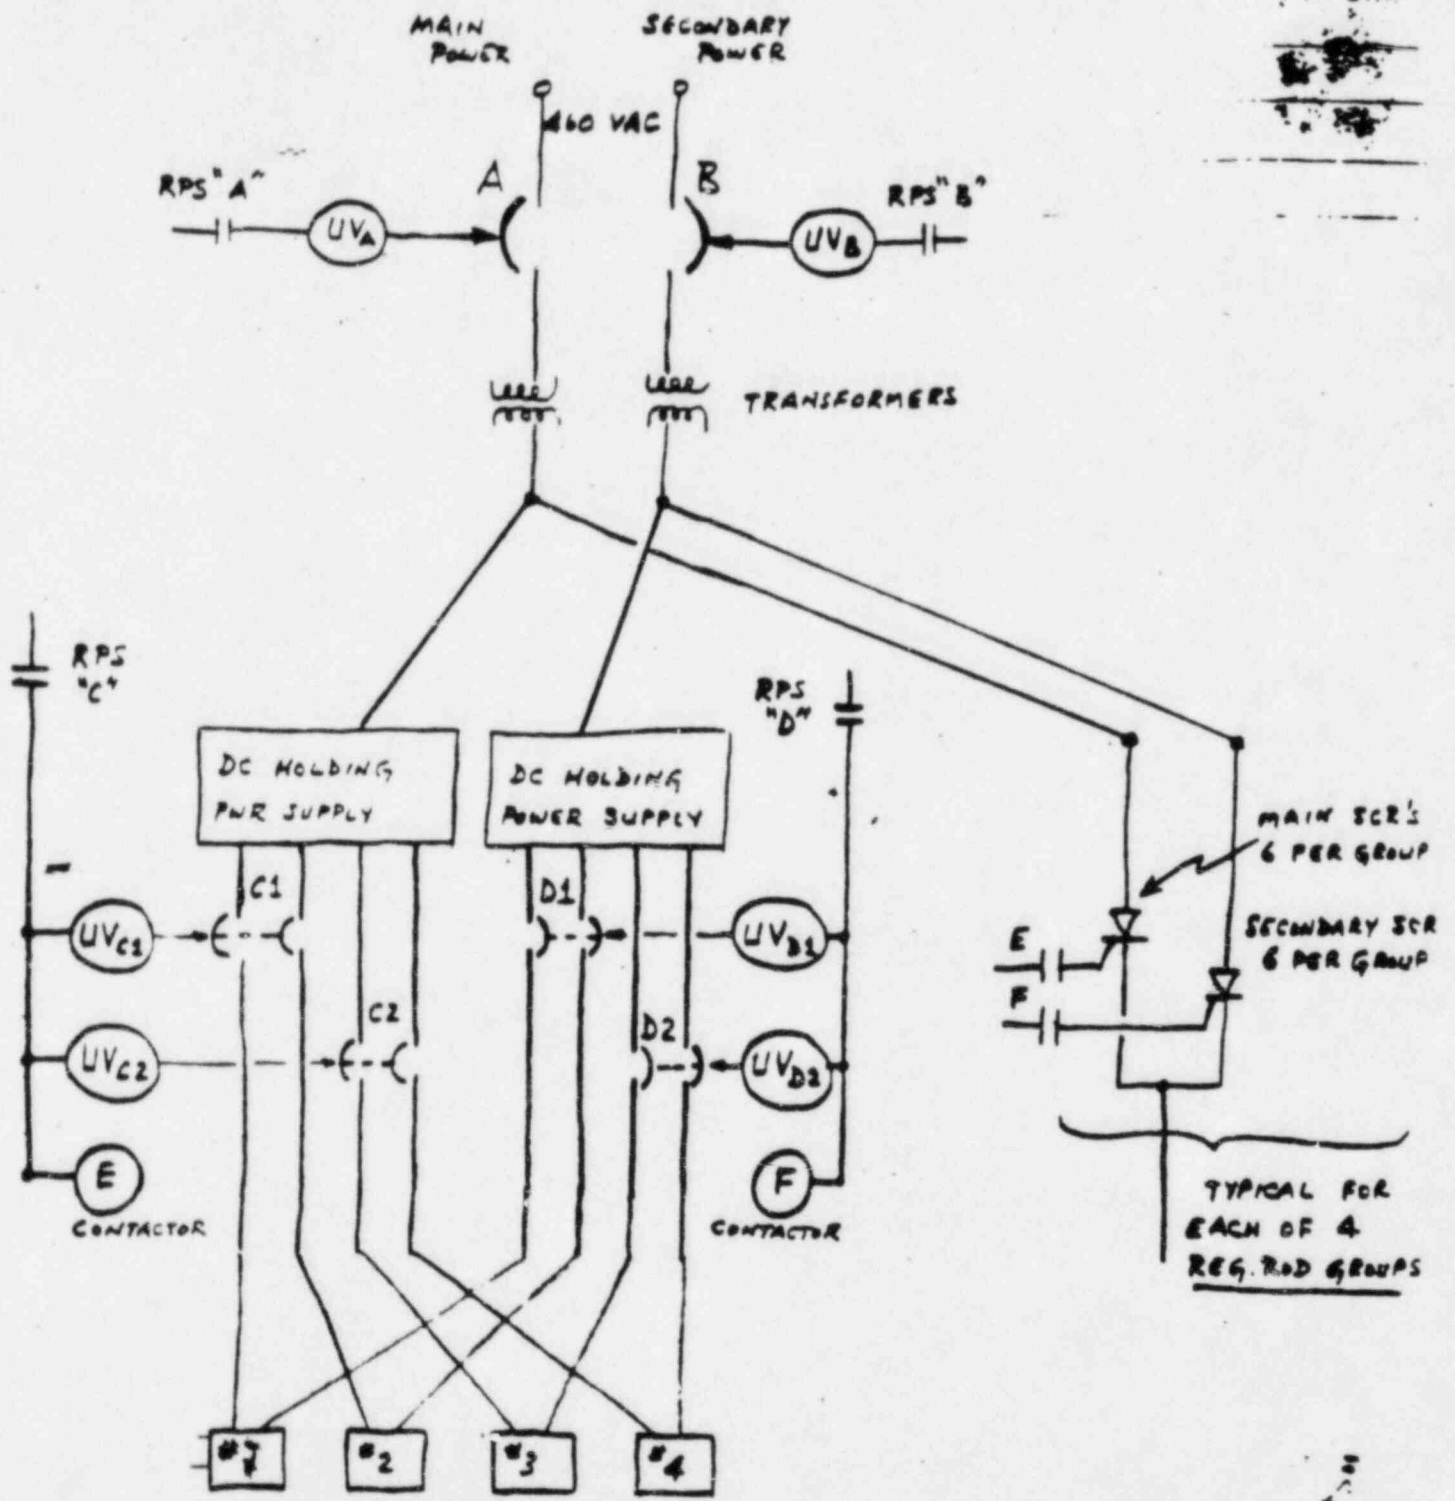 MAIN
POWER
SECONDARY
POWER
460 VAC
A
B
RPS "A"
RPS "B"
UVA
UVB
TRANSFORMERS
RPS
"C"
RPS
"D"
DC HOLDING
PWR SUPPLY
DC HOLDING
POWER SUPPLY
MAIN SCR'S
6 PER GROUP
C1
D1
UVC1
UVD1
SECONDARY SCR
6 PER GROUP
E
F
C2
D2
UVC2
UVD2
E
CONTACTOR
F
CONTACTOR
TYPICAL FOR
EACH OF 4
REG. ROD GROUPS
#2
#3
#4